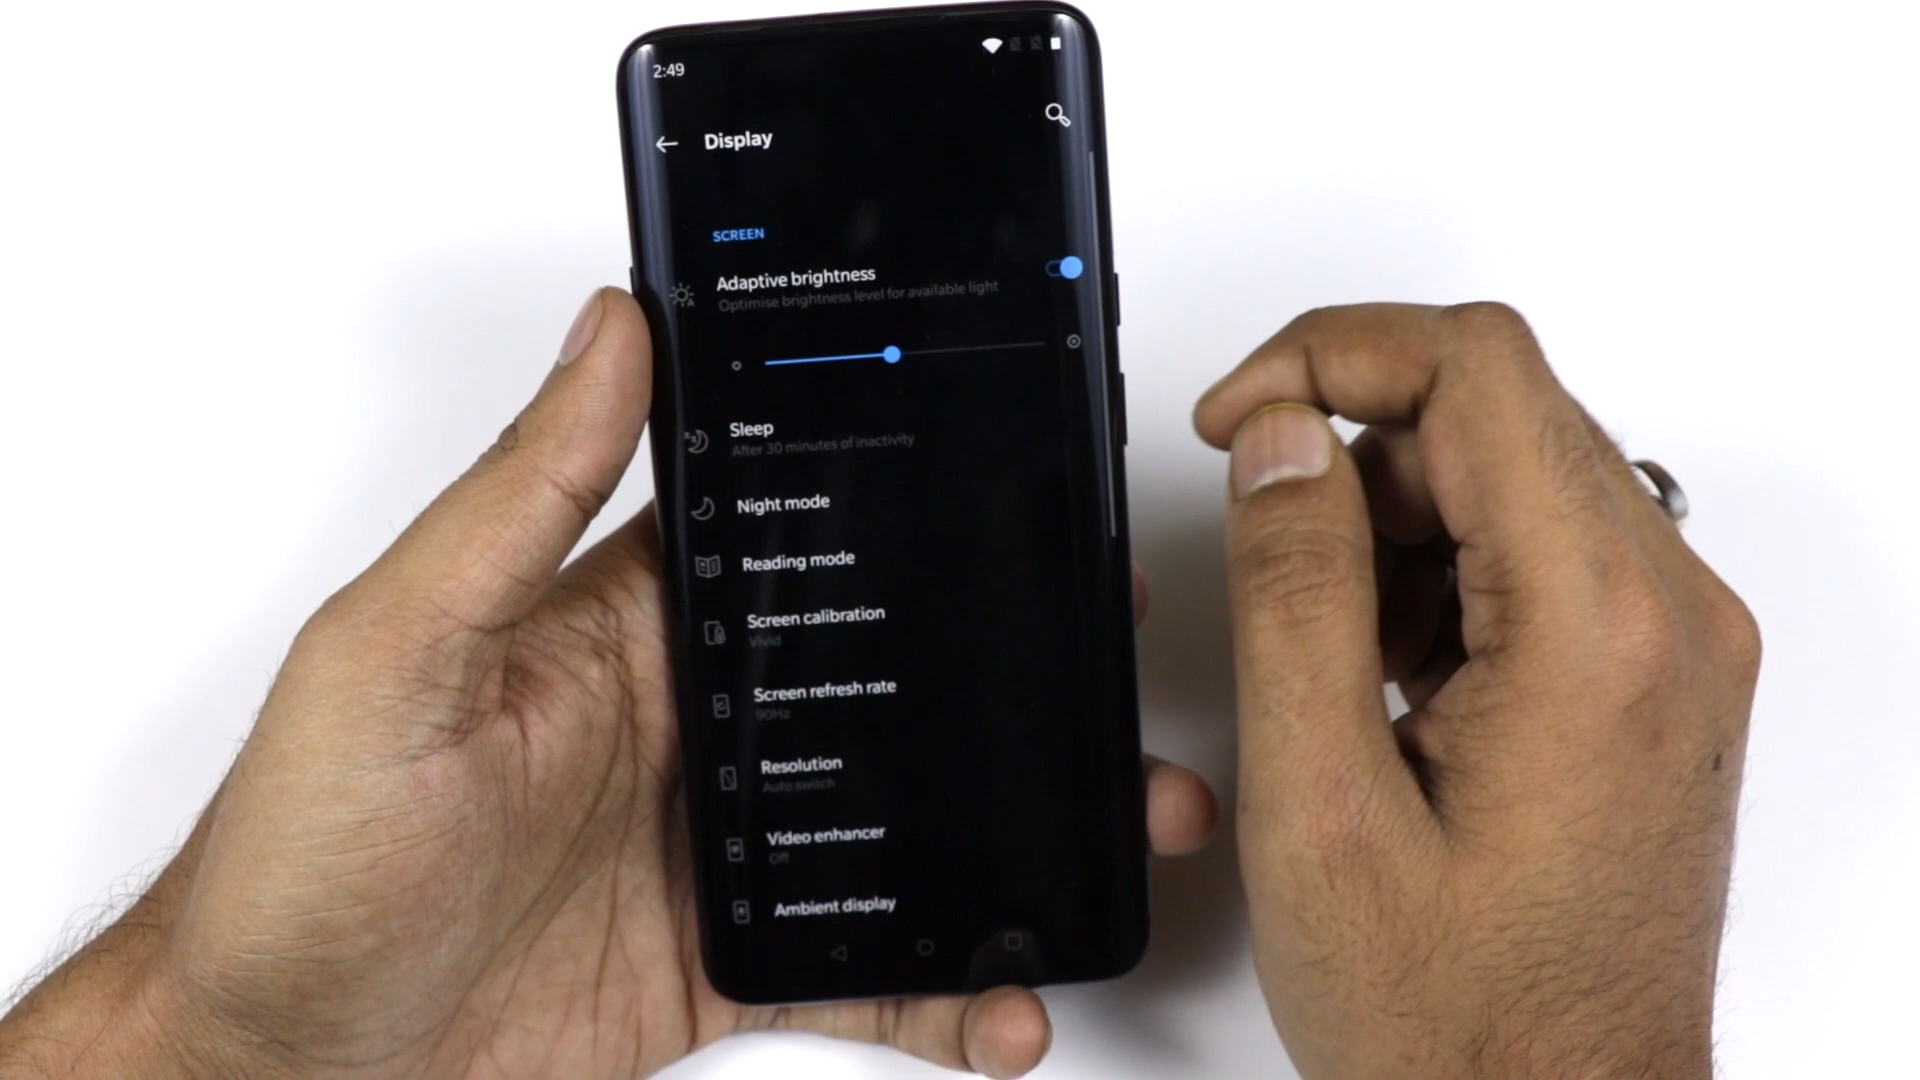 2:49
Display
SCREEN
Adaptive brightness
Optimise brightness level for available light
Sleep
After 30 minutes of inactivity
Night mode
Reading mode
Screen calibration
Vivid
Screen refresh rate
90Hz
Resolution
Auto switch
Video enhancer
Off
Ambient display